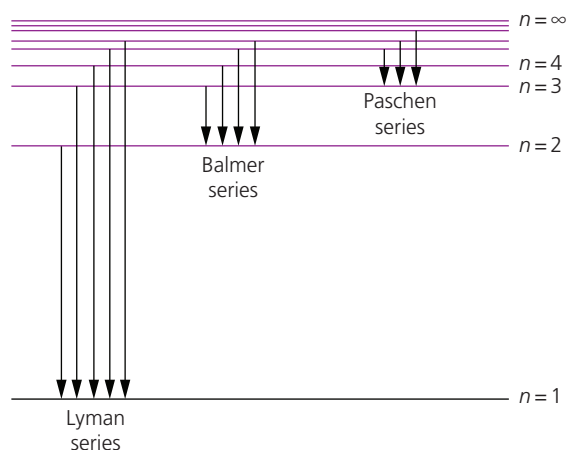 n = ∞
n = 4
n = 3
Paschen
series
n = 2
Balmer
series
n = 1
Lyman
series